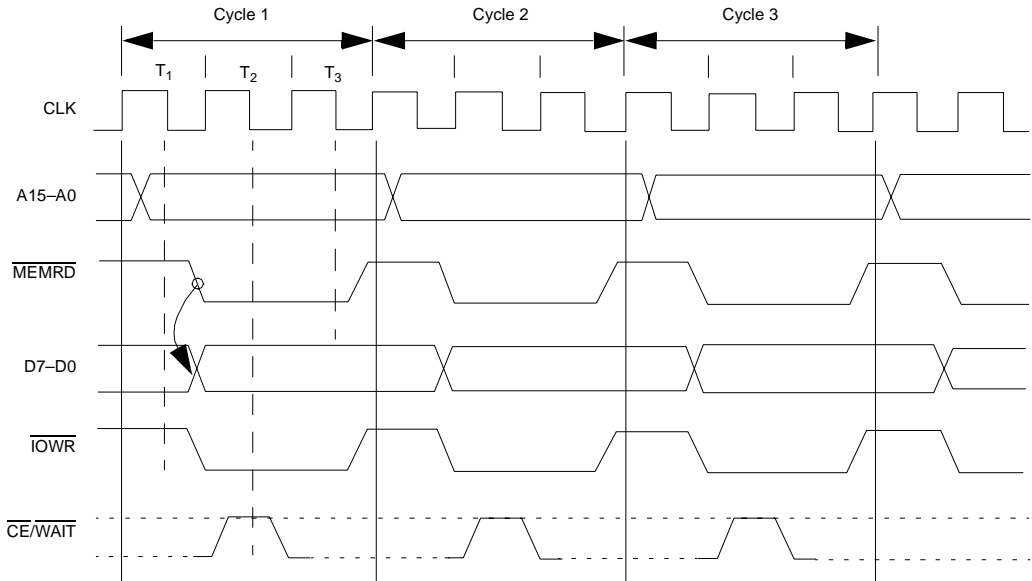 Cycle 1 Cycle 2 Cycle 3
T1 T2 T3
CLK
A15–A0
MEMRD
D7–D0
IOWR
CE/WAIT